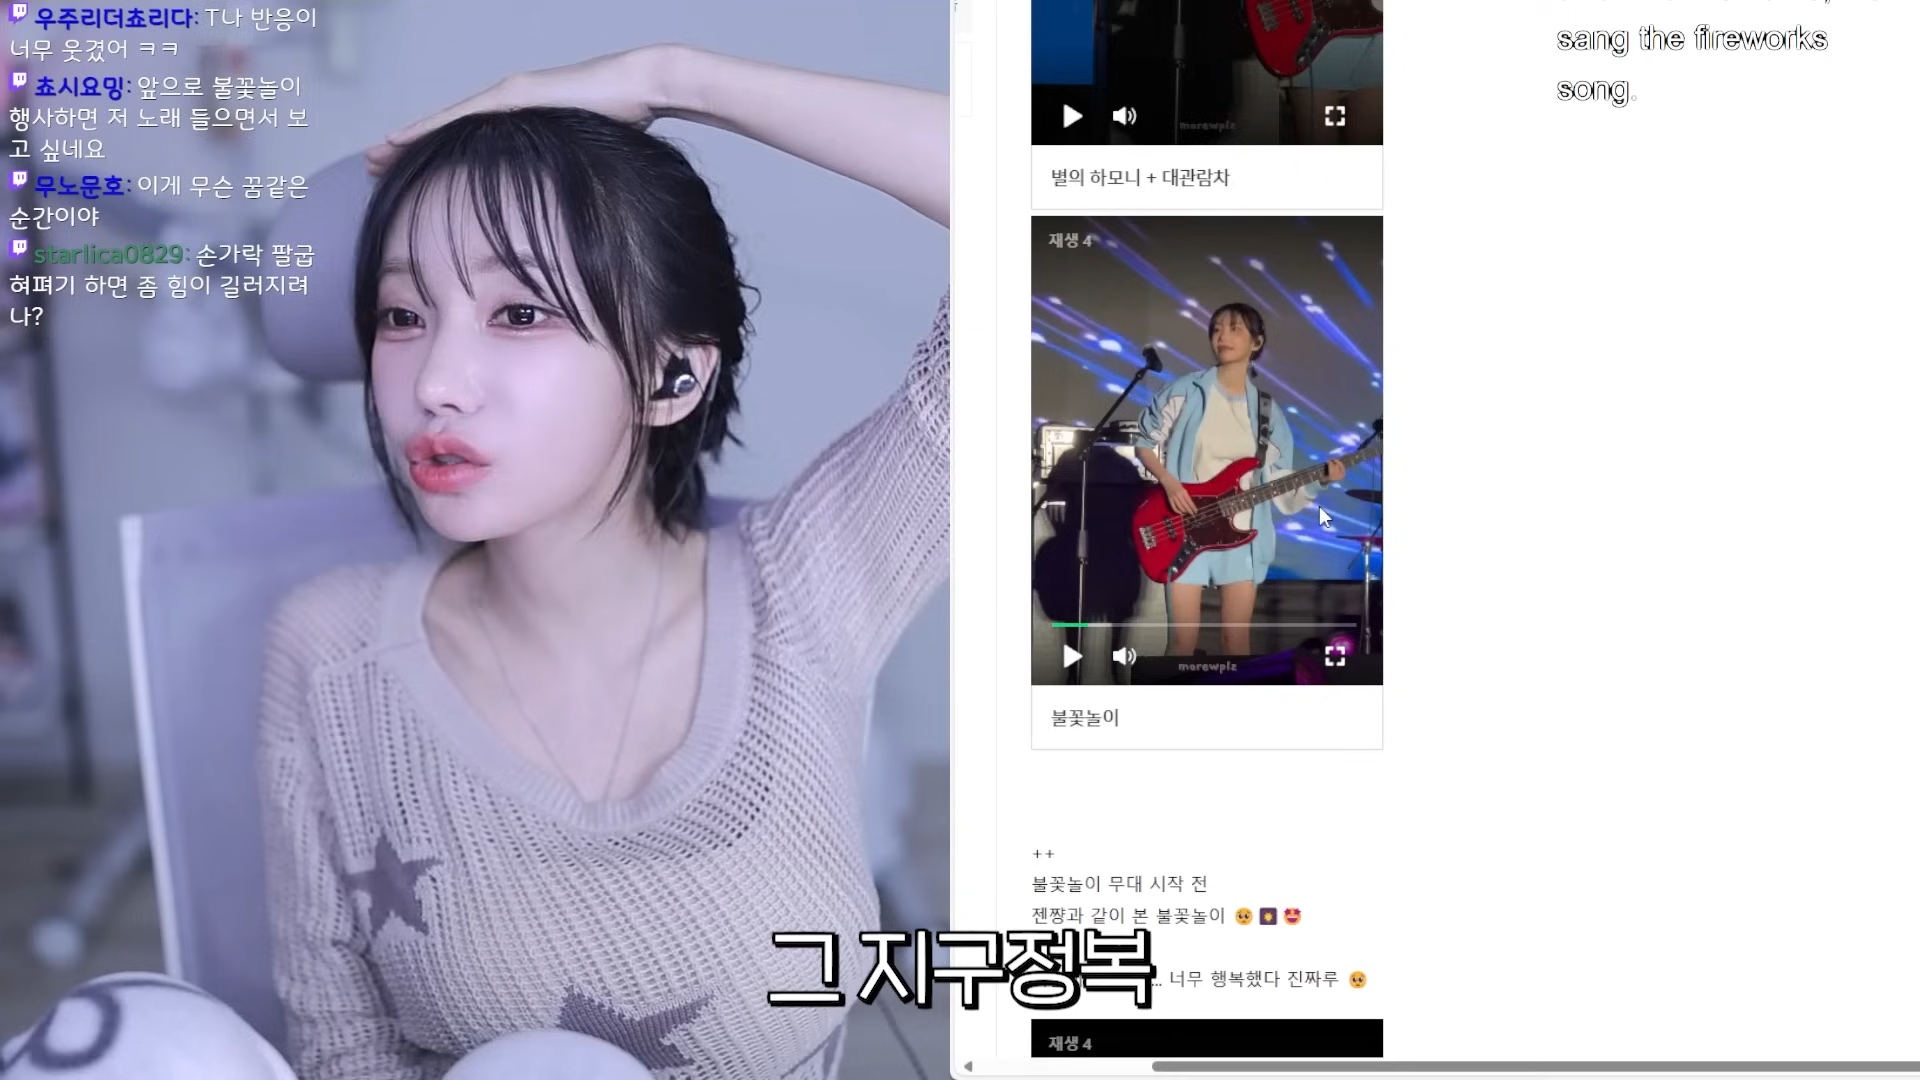 우주리더쵸리다: T나 반응이
너무 웃겼어 ㅋㅋ
쵸시요밍: 앞으로 불꽃놀이
행사하면 저 노래 들으면서 보
고 싶네요
무노문호: 이게 무슨 꿈같은
순간이야
starlica0829: 손가락 팔굽
혀펴기 하면 좀 힘이 길러지려
나?
morewplz
별의 하모니 + 대관람차
재생 4
morewplz
불꽃놀이
++
불꽃놀이 무대 시작 전
젠짱과 같이 본 불꽃놀이 🥺 🎆 🤩
... 너무 행복했다 진짜루 🥺
재생 4
그 지구정복
sang the fireworks
song.